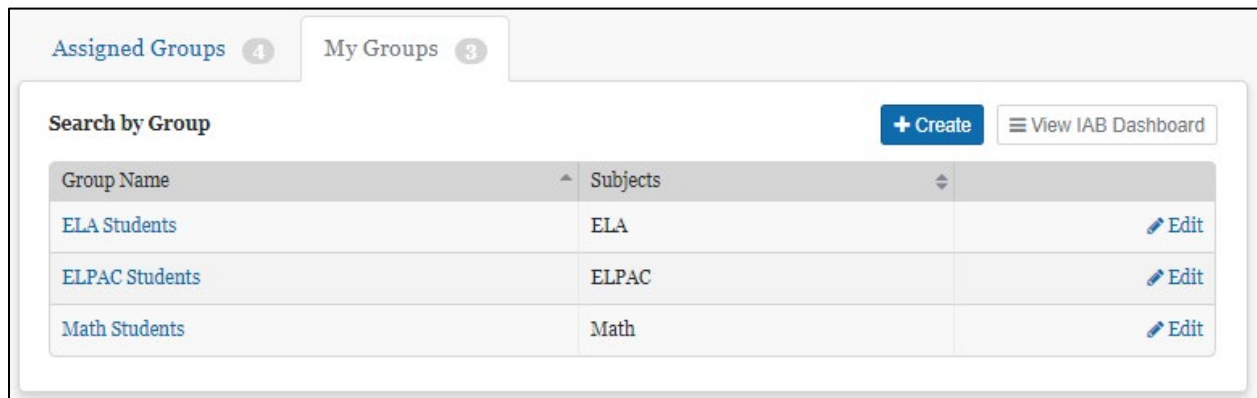 Assigned Groups 4 My Groups 3
Search by Group + Create View IAB Dashboard
Group Name Subjects
ELA Students ELA Edit
ELPAC Students ELPAC Edit
Math Students Math Edit